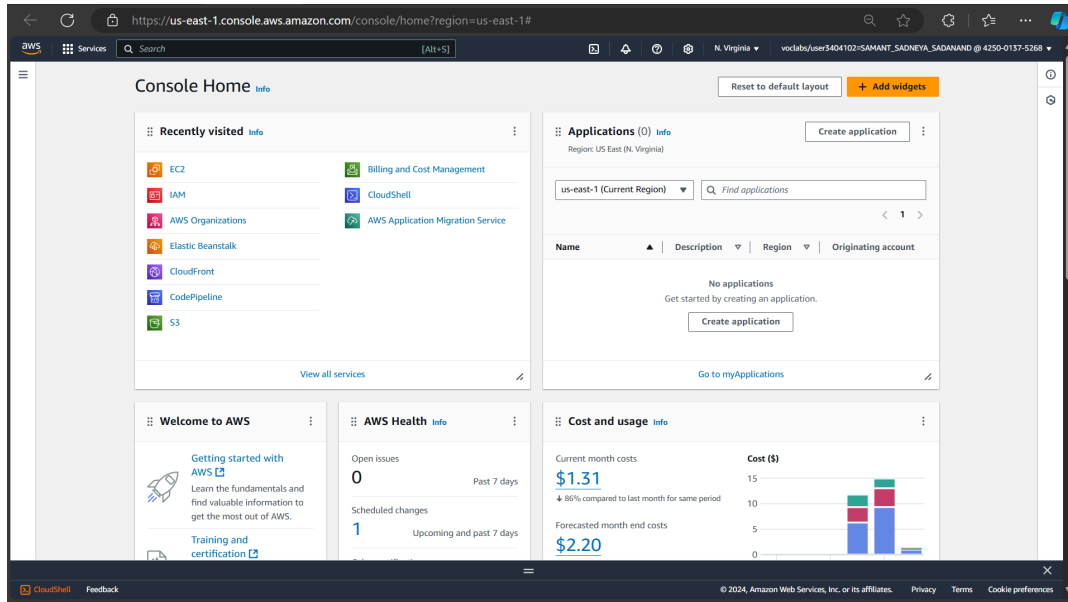 https://us-east-1.console.aws.amazon.com/console/home?region=us-east-1#
aws
Services
Search
[Alt+S]
N. Virginia
voclabs/user3404102=SAMANT_SADNEYA_SADANAND @ 4250-0137-5268
Console Home Info
Reset to default layout
Add widgets
Recently visited Info
EC2
IAM
AWS Organizations
Elastic Beanstalk
CloudFront
CodePipeline
S3
Billing and Cost Management
CloudShell
AWS Application Migration Service
View all services
Applications (0) Info
Region: US East (N. Virginia)
Create application
us-east-1 (Current Region)
Find applications
1
Name Description Region Originating account
No applications
Get started by creating an application.
Create application
Go to myApplications
Welcome to AWS
Getting started with
AWS
Learn the fundamentals and
find valuable information to
get the most out of AWS.
Training and
certification
AWS Health Info
Open issues
0
Past 7 days
Scheduled changes
1
Upcoming and past 7 days
Cost and usage Info
Current month costs
$1.31
86% compared to last month for same period
Forecasted month end costs
$2.20
Cost ($)
15
10
5
0
CloudShell
Feedback
© 2024, Amazon Web Services, Inc. or its affiliates.
Privacy
Terms
Cookie preferences